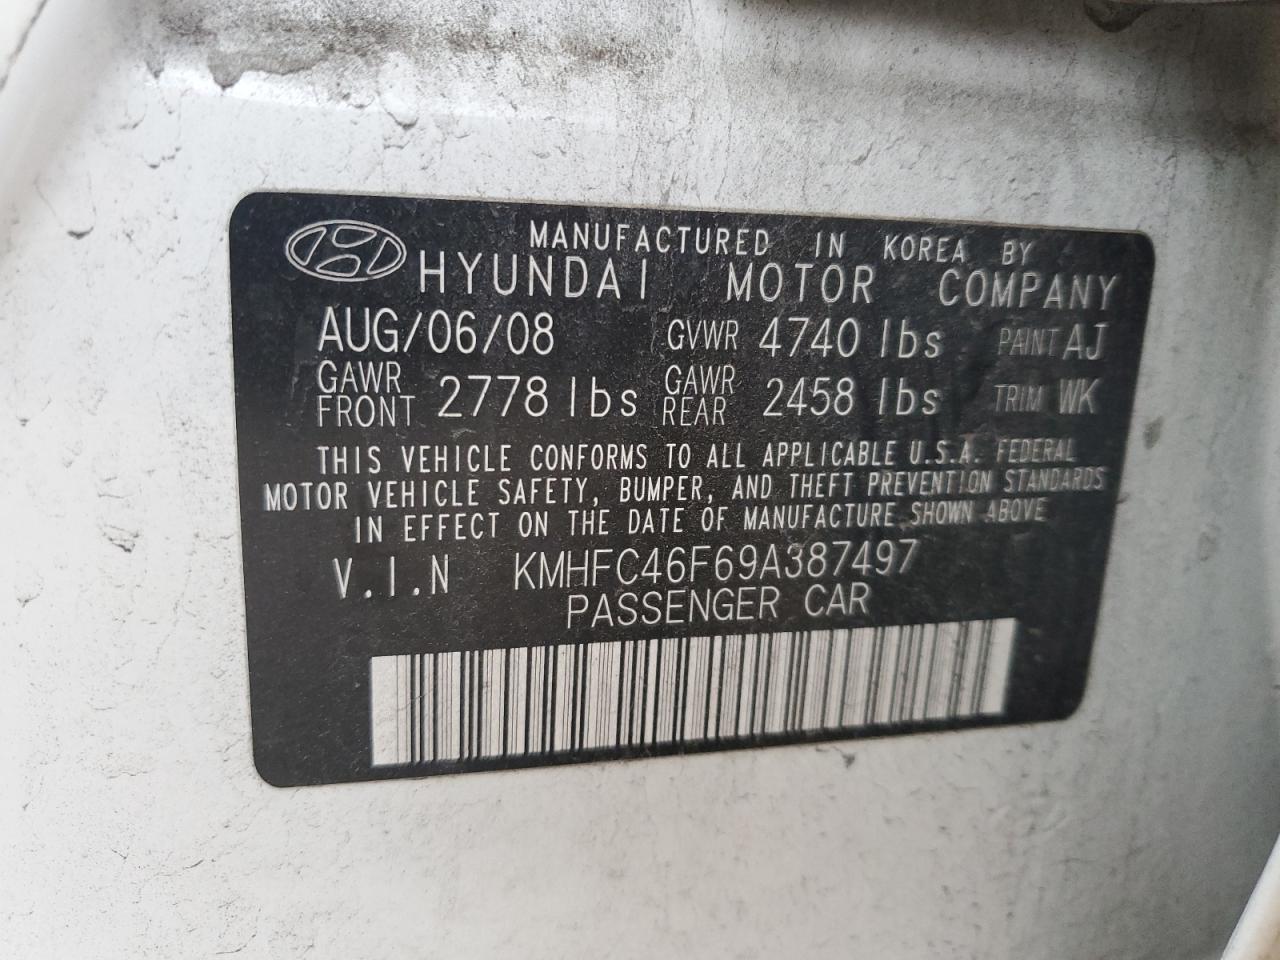 MANUFACTURED IN KOREA BY
HYUNDAI MOTOR COMPANY
AUG/06/08 GVWR 4740 lbs PAINT AJ
GAWR FRONT 2778 lbs GAWR REAR 2458 lbs TRIM WK
THIS VEHICLE CONFORMS TO ALL APPLICABLE U.S.A. FEDERAL
MOTOR VEHICLE SAFETY, BUMPER, AND THEFT PREVENTION STANDARDS
IN EFFECT ON THE DATE OF MANUFACTURE SHOWN ABOVE
V.I.N KMHFC46F69A387497
PASSENGER CAR